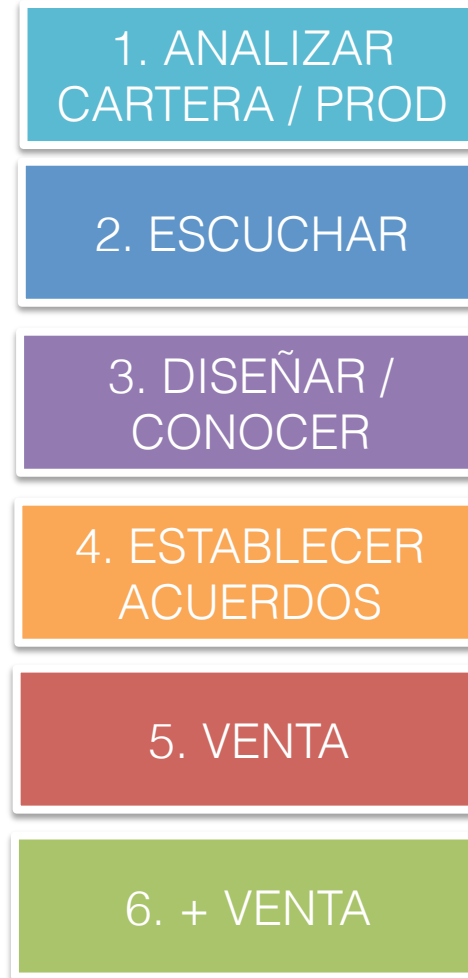 1. ANALIZAR
CARTERA / PROD
2. ESCUCHAR
3. DISEÑAR /
CONOCER
4. ESTABLECER
ACUERDOS
5. VENTA
6. + VENTA